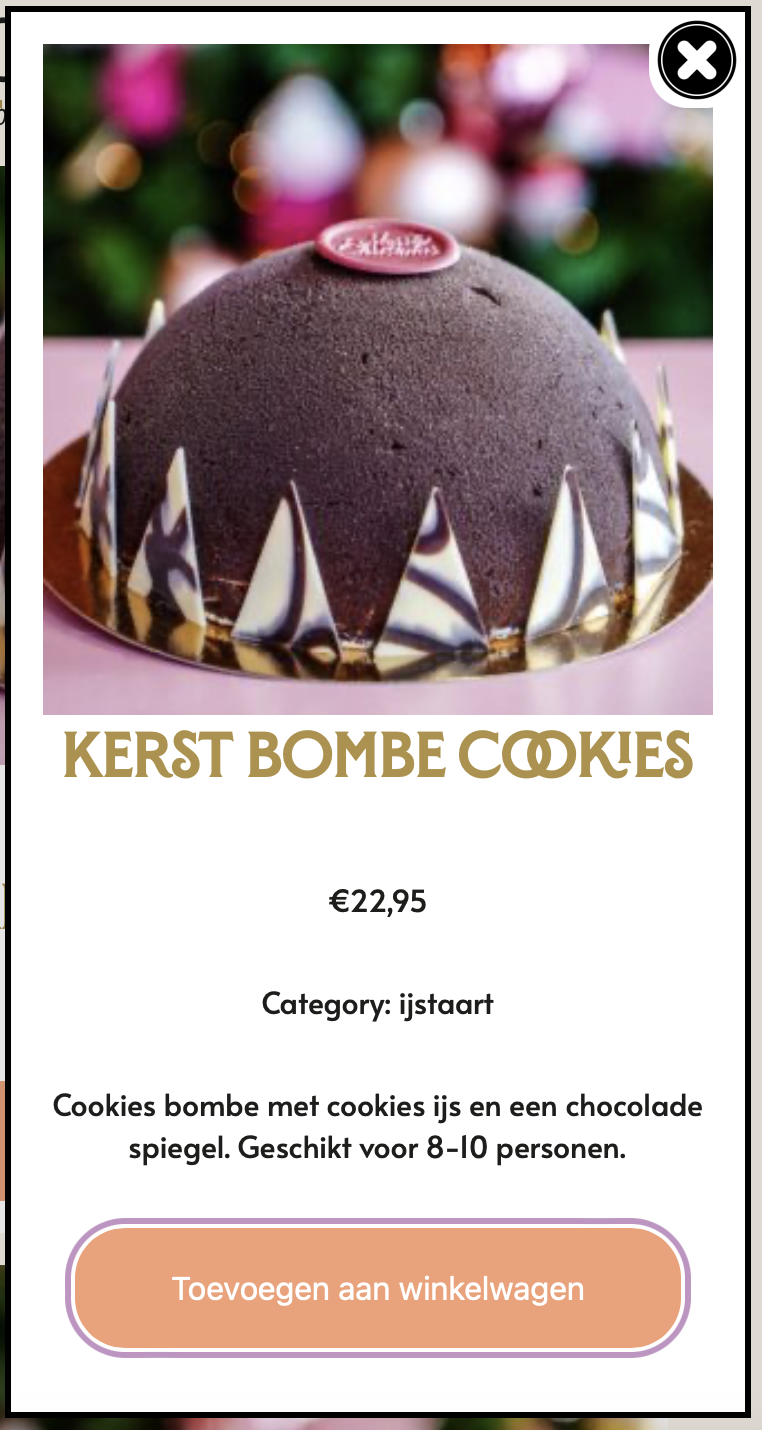 KERST BOMBE COOKIES
€22,95
Category: ijstaart
Cookies bombe met cookies ijs en een chocolade
spiegel. Geschikt voor 8-10 personen.
Toevoegen aan winkelwagen